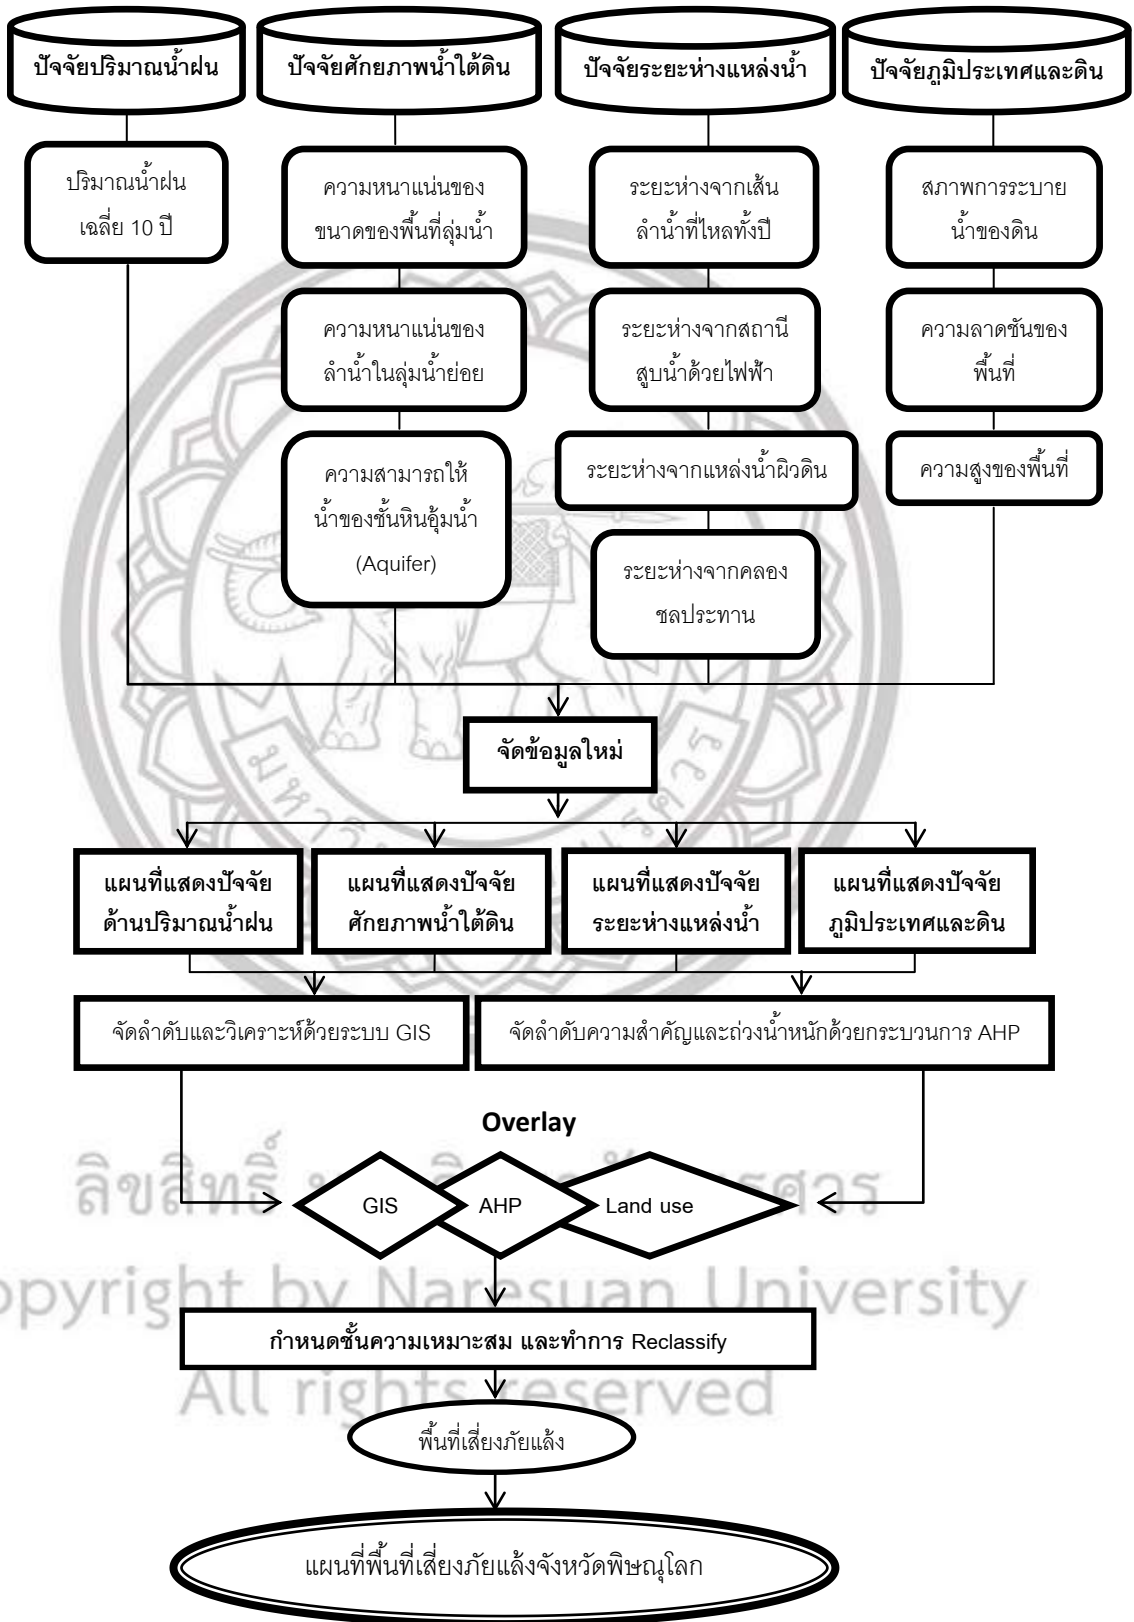 ปัจจัยปริมาณน้ำฝน
ปัจจัยศักยภาพน้ำใต้ดิน
ปัจจัยระยะห่างแหล่งน้ำ
ปัจจัยภูมิประเทศและดิน
ปริมาณน้ำฝน
เฉลี่ย 10 ปี
ความหนาแน่นของ
ขนาดของพื้นที่ลุ่มน้ำ
ระยะห่างจากเส้น
ลำน้ำที่ไหลทั้งปี
สภาพการระบาย
น้ำของดิน
ความหนาแน่นของ
ลำน้ำในลุ่มน้ำย่อย
ระยะห่างจากสถานี
สูบน้ำด้วยไฟฟ้า
ความลาดชันของ
พื้นที่
ความสามารถให้
น้ำของชั้นหินอุ้มน้ำ
(Aquifer)
ระยะห่างจากแหล่งน้ำผิวดิน
ความสูงของพื้นที่
ระยะห่างจากคลอง
ชลประทาน
จัดข้อมูลใหม่
แผนที่แสดงปัจจัย
ด้านปริมาณน้ำฝน
แผนที่แสดงปัจจัย
ศักยภาพน้ำใต้ดิน
แผนที่แสดงปัจจัย
ระยะห่างแหล่งน้ำ
แผนที่แสดงปัจจัย
ภูมิประเทศและดิน
จัดลำดับและวิเคราะห์ด้วยระบบ GIS
จัดลำดับความสำคัญและถ่วงน้ำหนักด้วยกระบวนการ AHP
Overlay
GIS
AHP
Land use
ลิขสิทธิ์
opyright by Naresuan University
กำหนดชั้นความเหมาะสม และทำการ Reclassify
All rights reserved
พื้นที่เสี่ยงภัยแล้ง
แผนที่พื้นที่เสี่ยงภัยแล้งจังหวัดพิษณุโลก